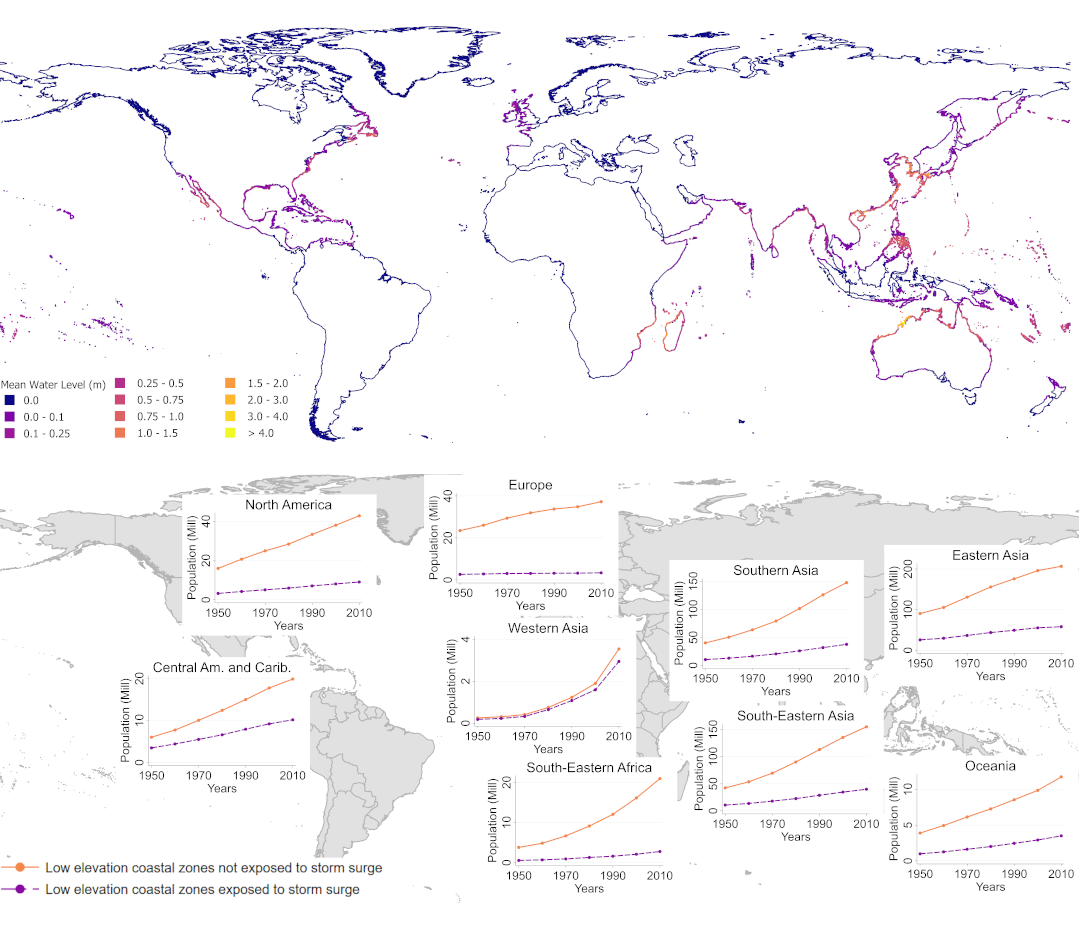 Mean Water Level (m)
0.0
0.0 - 0.1
0.1 - 0.25
0.25 - 0.5
0.5 - 0.75
0.75 - 1.0
1.0 - 1.5
1.5 - 2.0
2.0 - 3.0
3.0 - 4.0
> 4.0
North America
Population (Mill)
0 20 40
1950 1970 1990 2010
Years
Europe
Population (Mill)
0 20 40
1950 1970 1990 2010
Years
Southern Asia
Population (Mill)
0 50 100 150
1950 1970 1990 2010
Years
Eastern Asia
Population (Mill)
0 100 200
1950 1970 1990 2010
Years
Western Asia
Population (Mill)
0 2 4
1950 1970 1990 2010
Years
Central Am. and Carib.
Population (Mill)
0 10 20
1950 1970 1990 2010
Years
South-Eastern Asia
Population (Mill)
0 50 100 150
1950 1970 1990 2010
Years
South-Eastern Africa
Population (Mill)
0 10 20
1950 1970 1990 2010
Years
Oceania
Population (Mill)
0 5 10
1950 1970 1990 2010
Years
Low elevation coastal zones not exposed to storm surge
Low elevation coastal zones exposed to storm surge